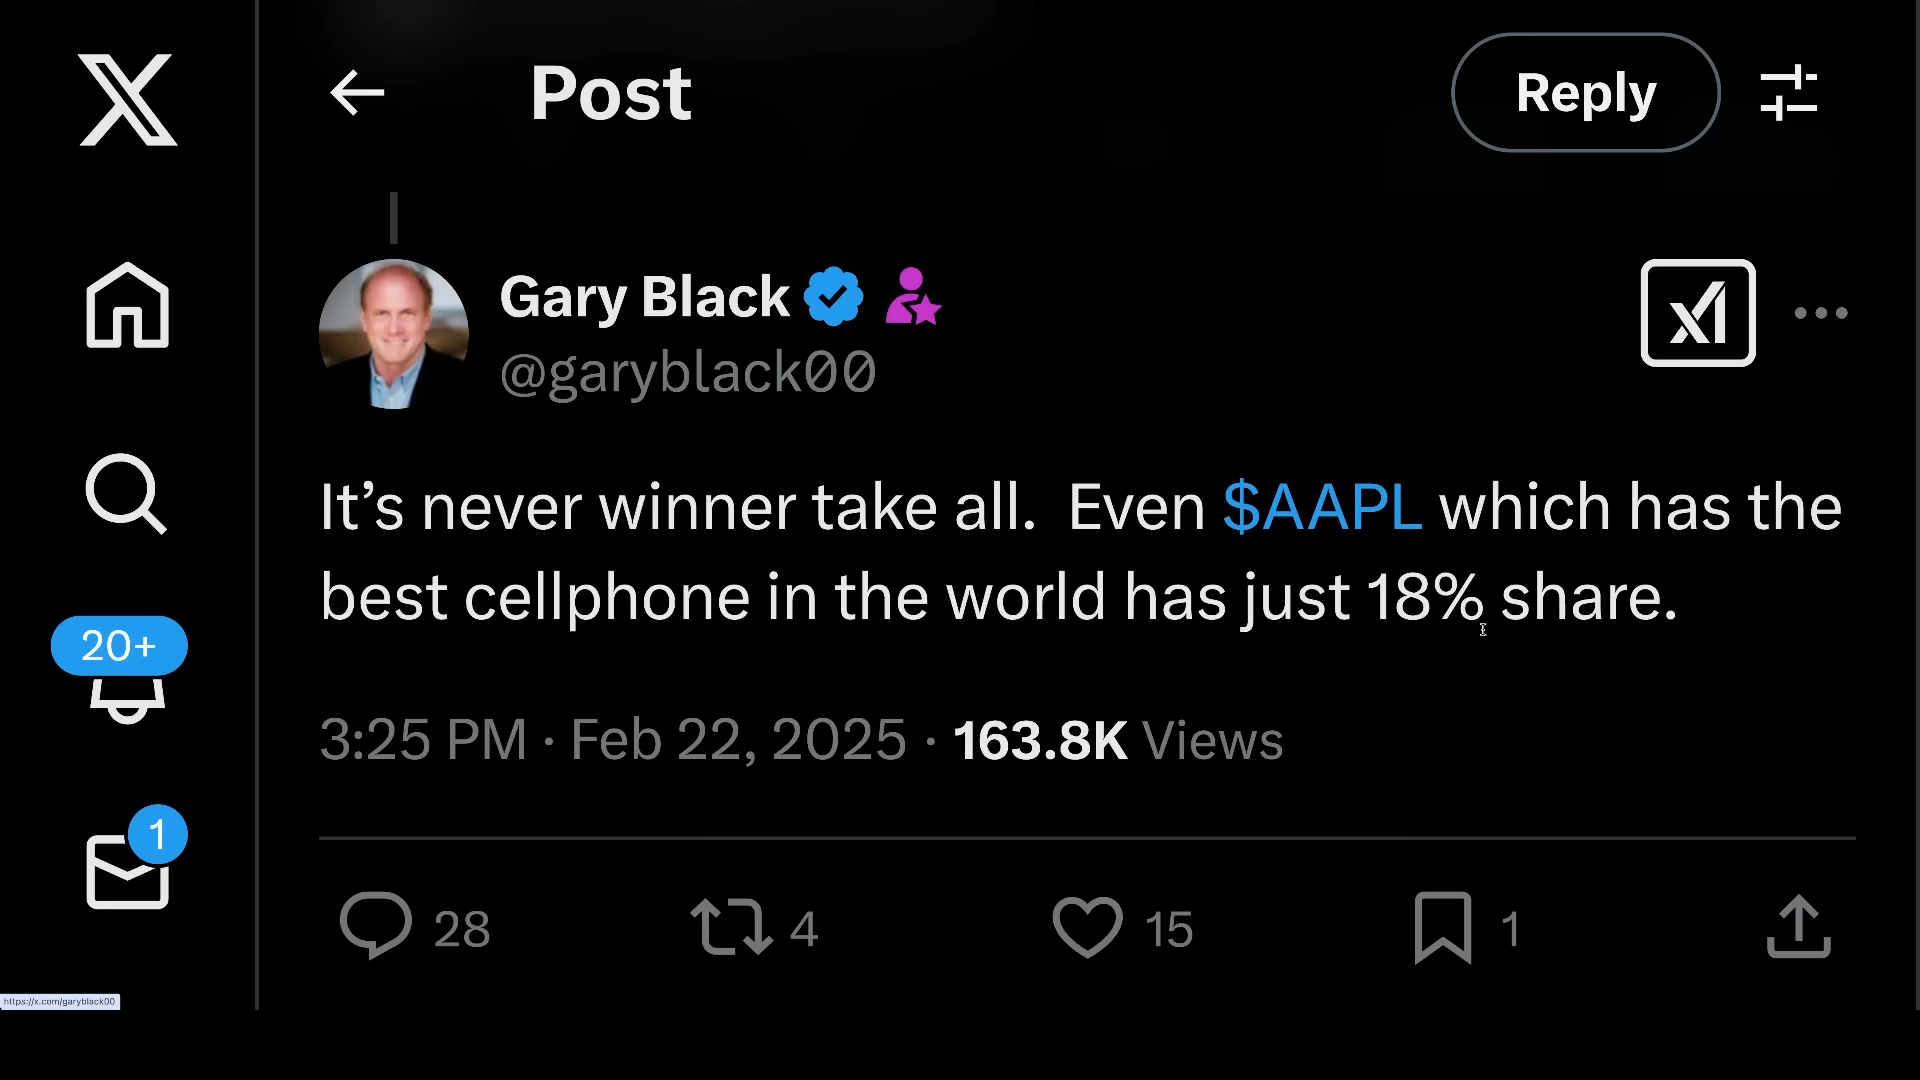 Post
Reply
Gary Black
@garyblack00
It’s never winner take all.  Even $AAPL which has the
best cellphone in the world has just 18% share.
20+
3:25 PM · Feb 22, 2025 · 163.8K Views
1
28 4 15 1
https://x.com/garyblack00